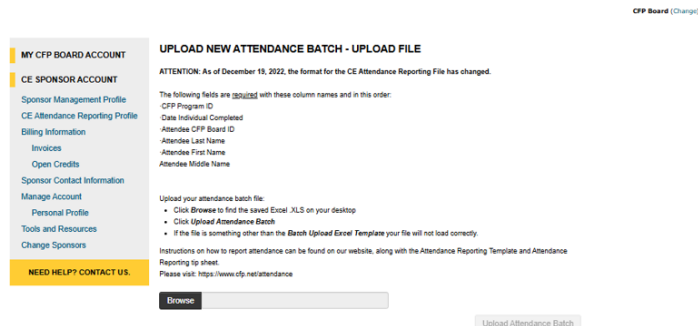 CFP Board (Change)
MY CFP BOARD ACCOUNT
CE SPONSOR ACCOUNT
Sponsor Management Profile
CE Attendance Reporting Profile
Billing Information
Invoices
Open Credits
Sponsor Contact Information
Manage Account
Personal Profile
Tools and Resources
Change Sponsors
NEED HELP? CONTACT US.
UPLOAD NEW ATTENDANCE BATCH - UPLOAD FILE
ATTENTION: As of December 19, 2022, the format for the CE Attendance Reporting File has changed.
The following fields are required with these column names and in this order:
·CFP Program ID
·Date Individual Completed
·Attendee CFP Board ID
·Attendee Last Name
·Attendee First Name
Attendee Middle Name
Upload your attendance batch file:
• Click Browse to find the saved Excel .XLS on your desktop
• Click Upload Attendance Batch
• If the file is something other than the Batch Upload Excel Template your file will not load correctly.
Instructions on how to report attendance can be found on our website, along with the Attendance Reporting Template and Attendance
Reporting tip sheet.
Please visit: https://www.cfp.net/attendance
Browse
Upload Attendance Batch